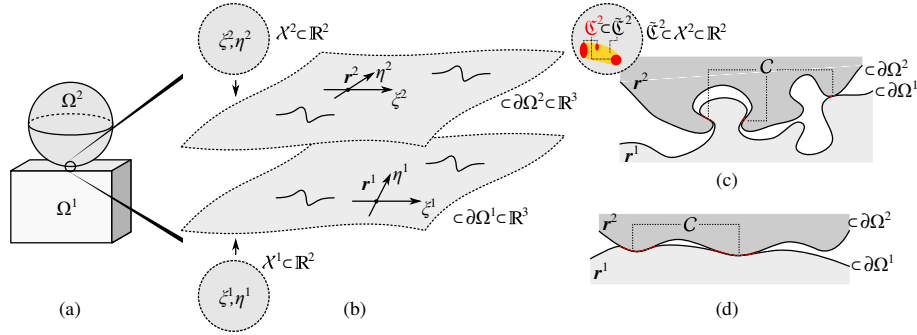 Ω²
Ω¹
(a)
ξ²,η²
X²⊂ℝ²
r²
η²
ξ²
⊂∂Ω²⊂ℝ³
r¹
η¹
ξ¹
⊂∂Ω¹⊂ℝ³
X¹⊂ℝ²
ξ¹,η¹
(b)
ℭ²⊂ℭ̃²
ℭ̃²⊂X²⊂ℝ²
r²
C
⊂∂Ω²
⊂∂Ω¹
r¹
(c)
r²
C
⊂∂Ω²
r¹
⊂∂Ω¹
(d)